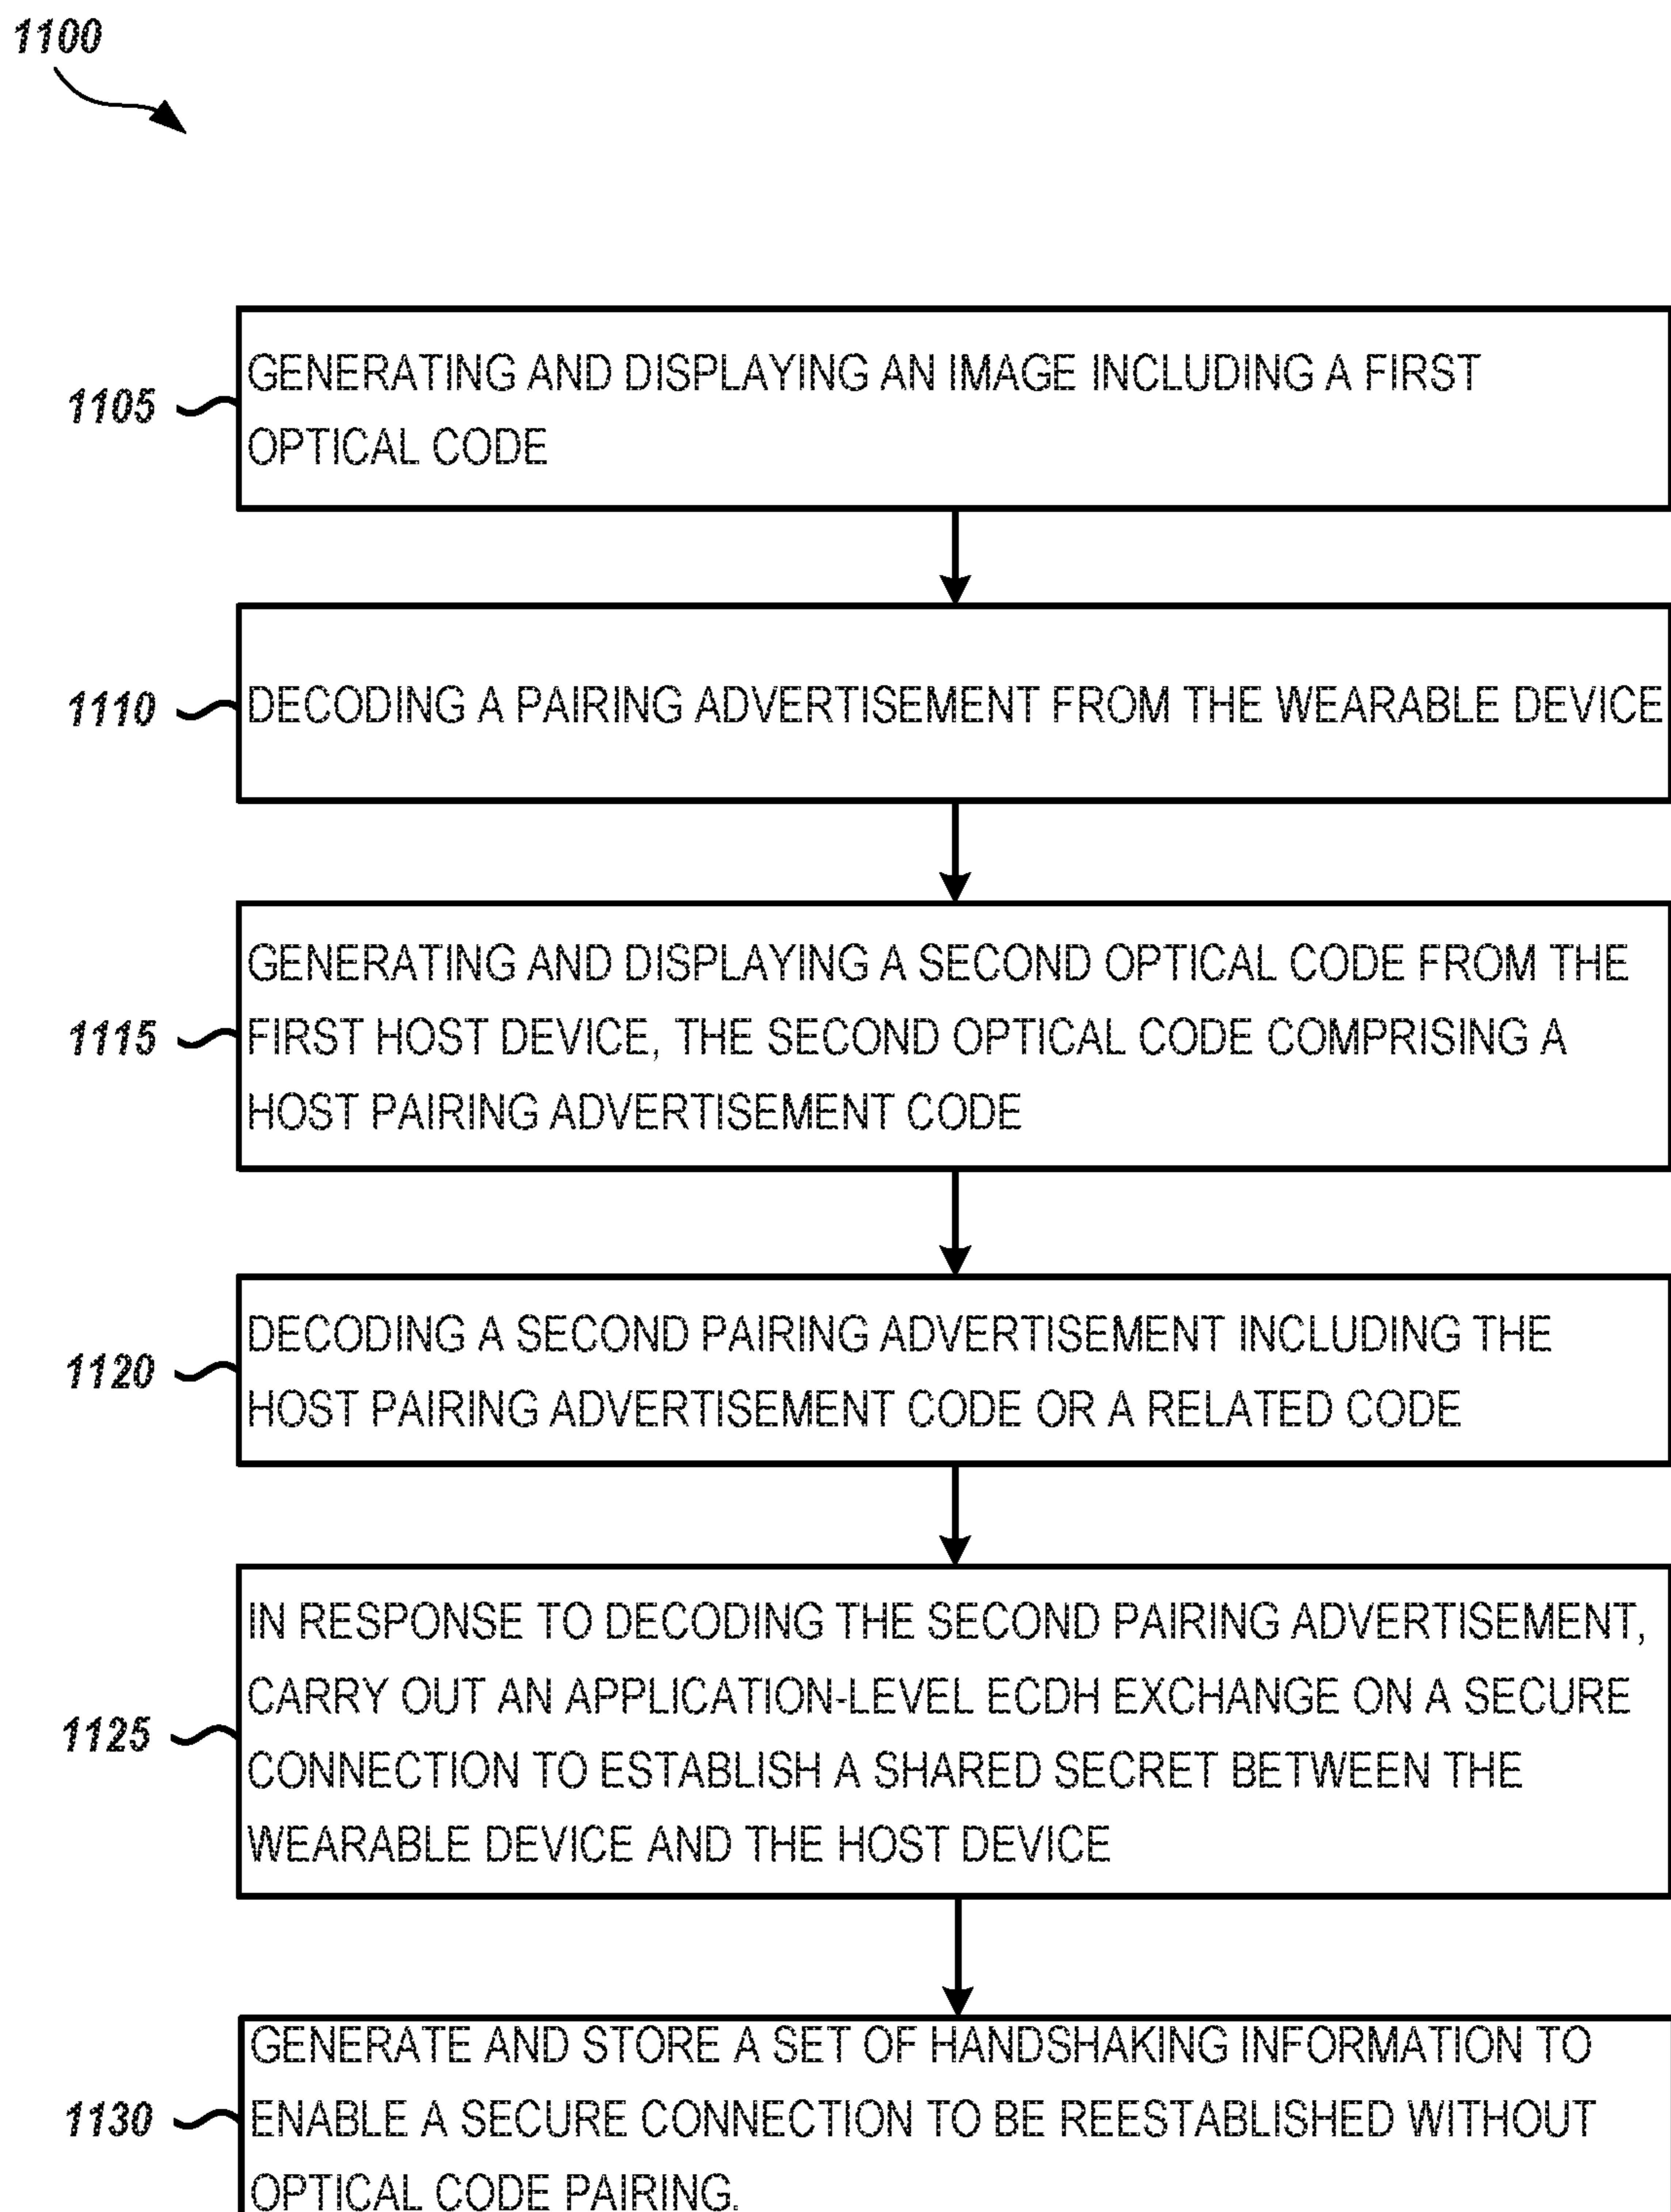 1100
1105
GENERATING AND DISPLAYING AN IMAGE INCLUDING A FIRST
OPTICAL CODE
1110
DECODING A PAIRING ADVERTISEMENT FROM THE WEARABLE DEVICE
1115
GENERATING AND DISPLAYING A SECOND OPTICAL CODE FROM THE
FIRST HOST DEVICE, THE SECOND OPTICAL CODE COMPRISING A
HOST PAIRING ADVERTISEMENT CODE
1120
DECODING A SECOND PAIRING ADVERTISEMENT INCLUDING THE
HOST PAIRING ADVERTISEMENT CODE OR A RELATED CODE
1125
IN RESPONSE TO DECODING THE SECOND PAIRING ADVERTISEMENT,
CARRY OUT AN APPLICATION-LEVEL ECDH EXCHANGE ON A SECURE
CONNECTION TO ESTABLISH A SHARED SECRET BETWEEN THE
WEARABLE DEVICE AND THE HOST DEVICE
1130
GENERATE AND STORE A SET OF HANDSHAKING INFORMATION TO
ENABLE A SECURE CONNECTION TO BE REESTABLISHED WITHOUT
OPTICAL CODE PAIRING.